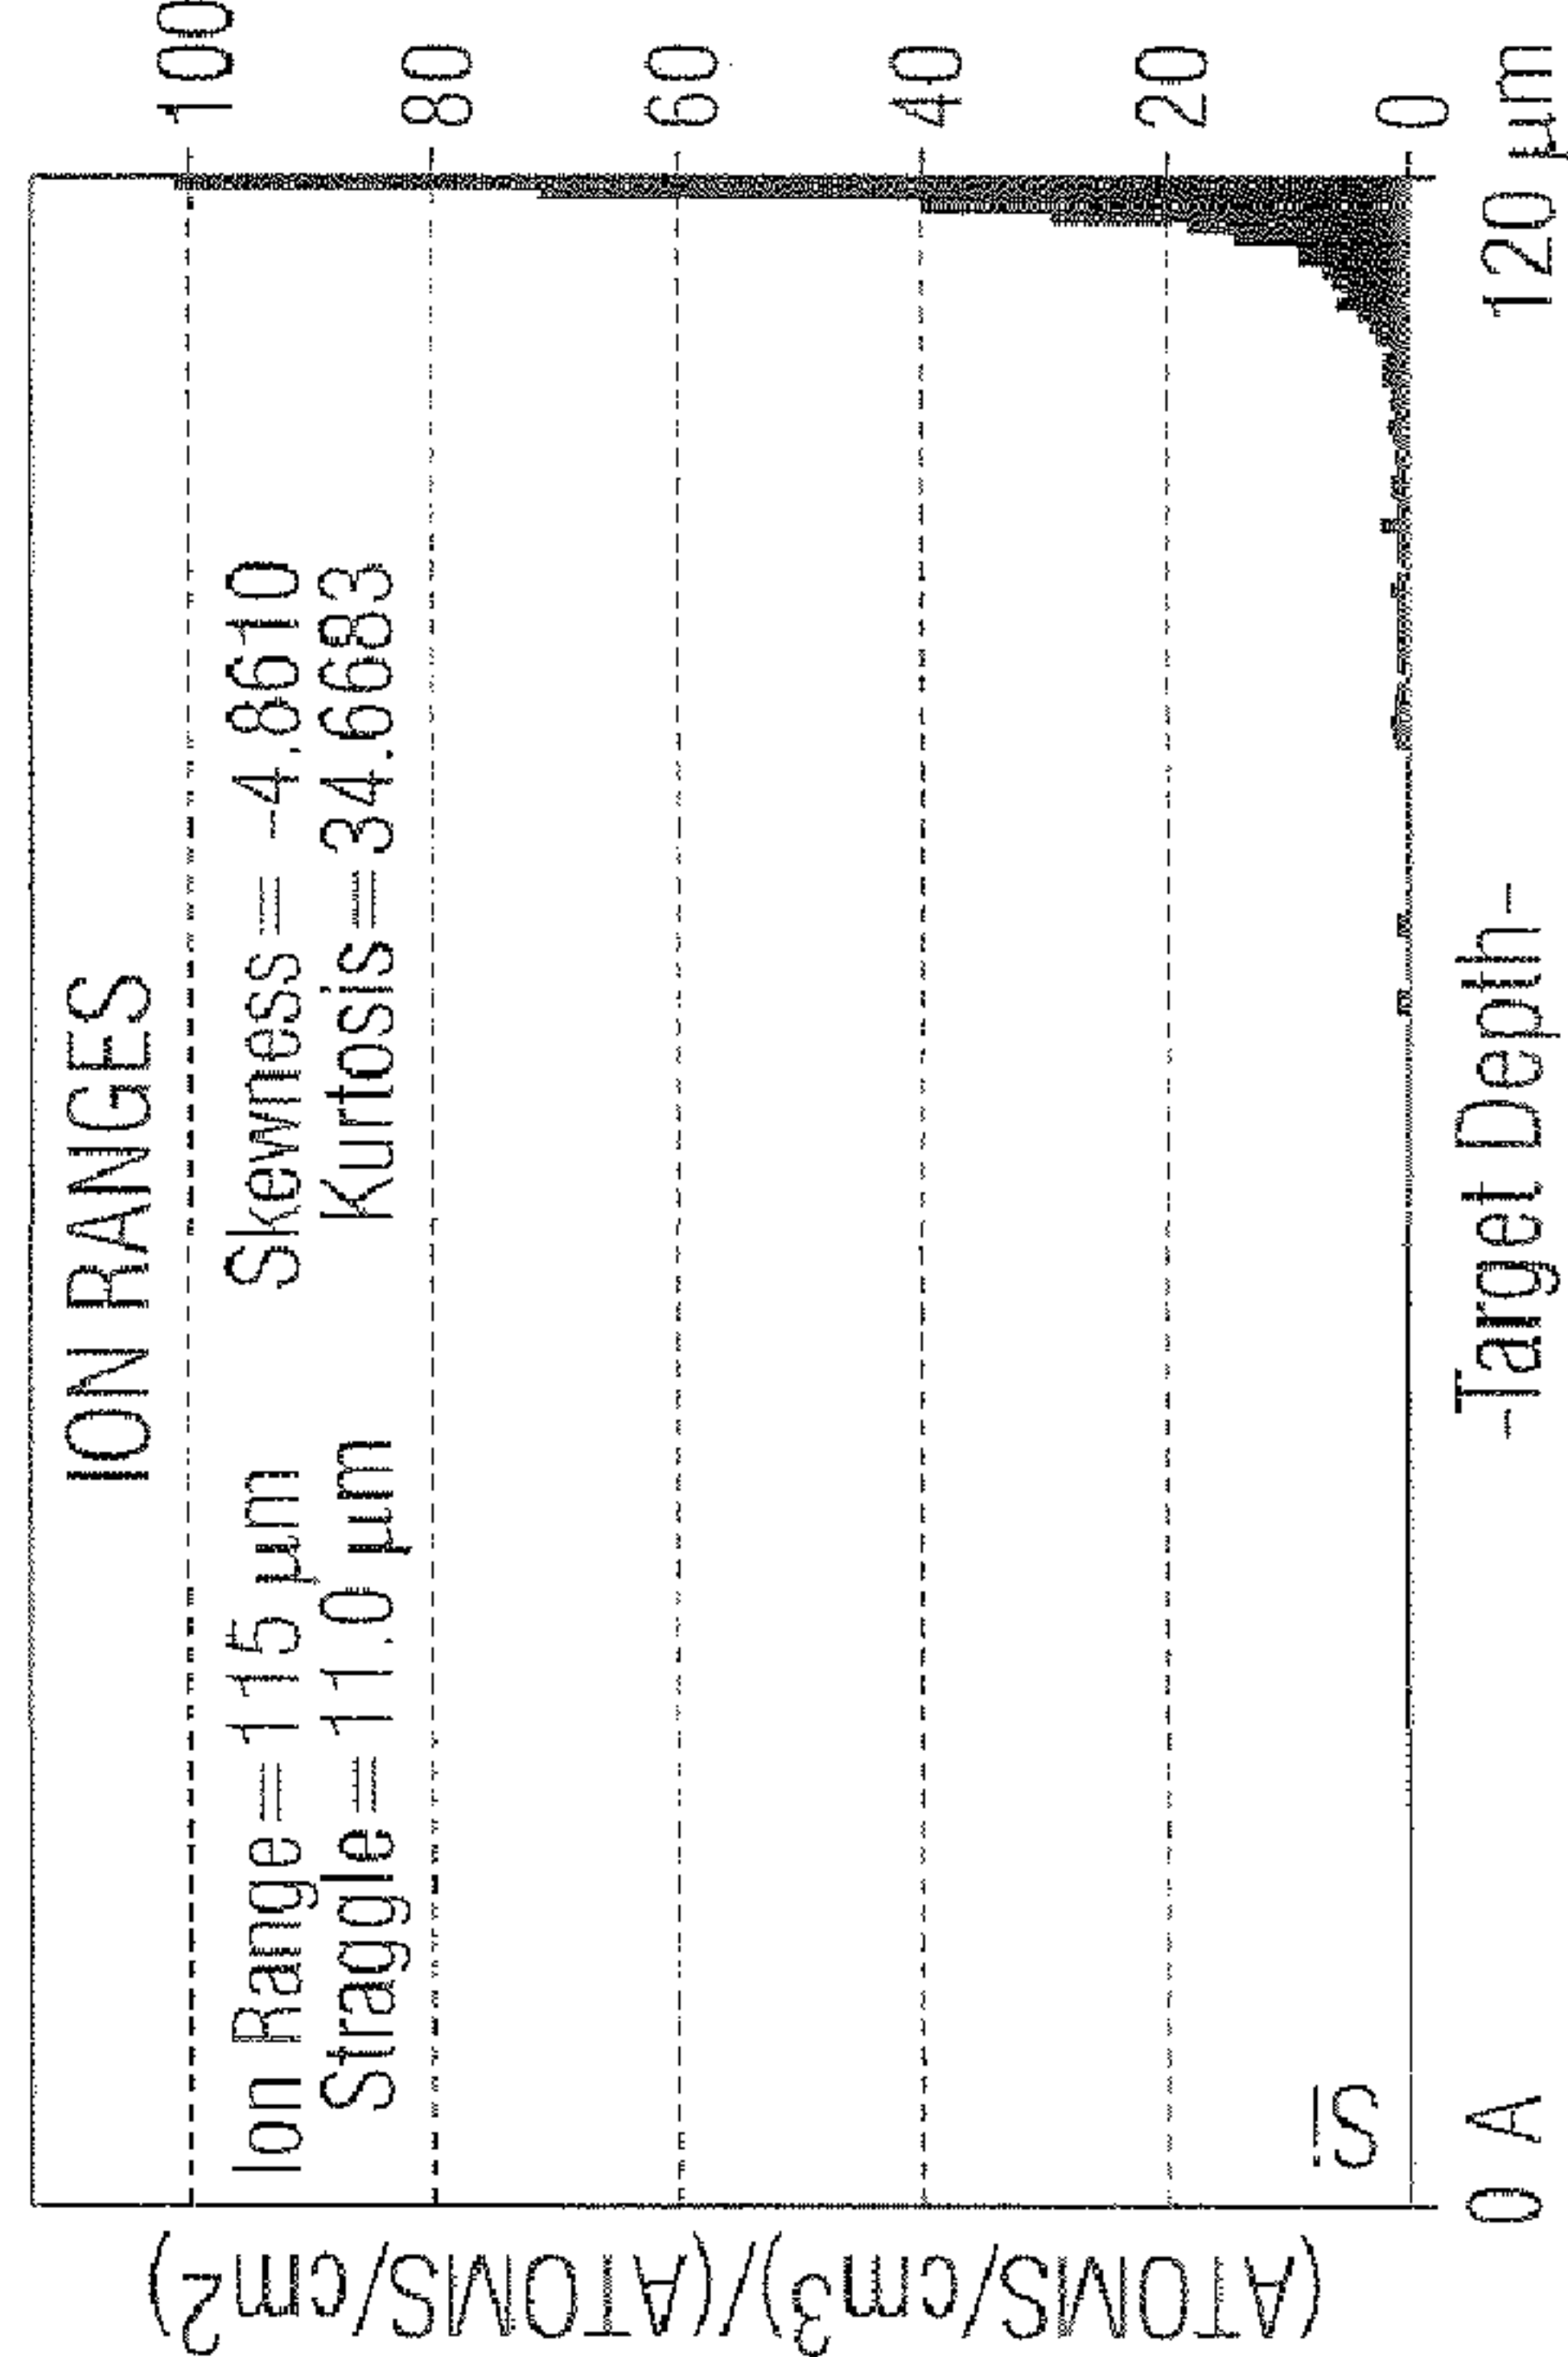 ION RANGES
Ion Range=115 μm Skewness= -4.8610
Straggle=11.0 μm Kurtosis=34.6683
100
80
60
40
20
0
Si
0 A
120 μm
-Target Depth-
(ATOMS/cm3)/(ATOMS/cm2)